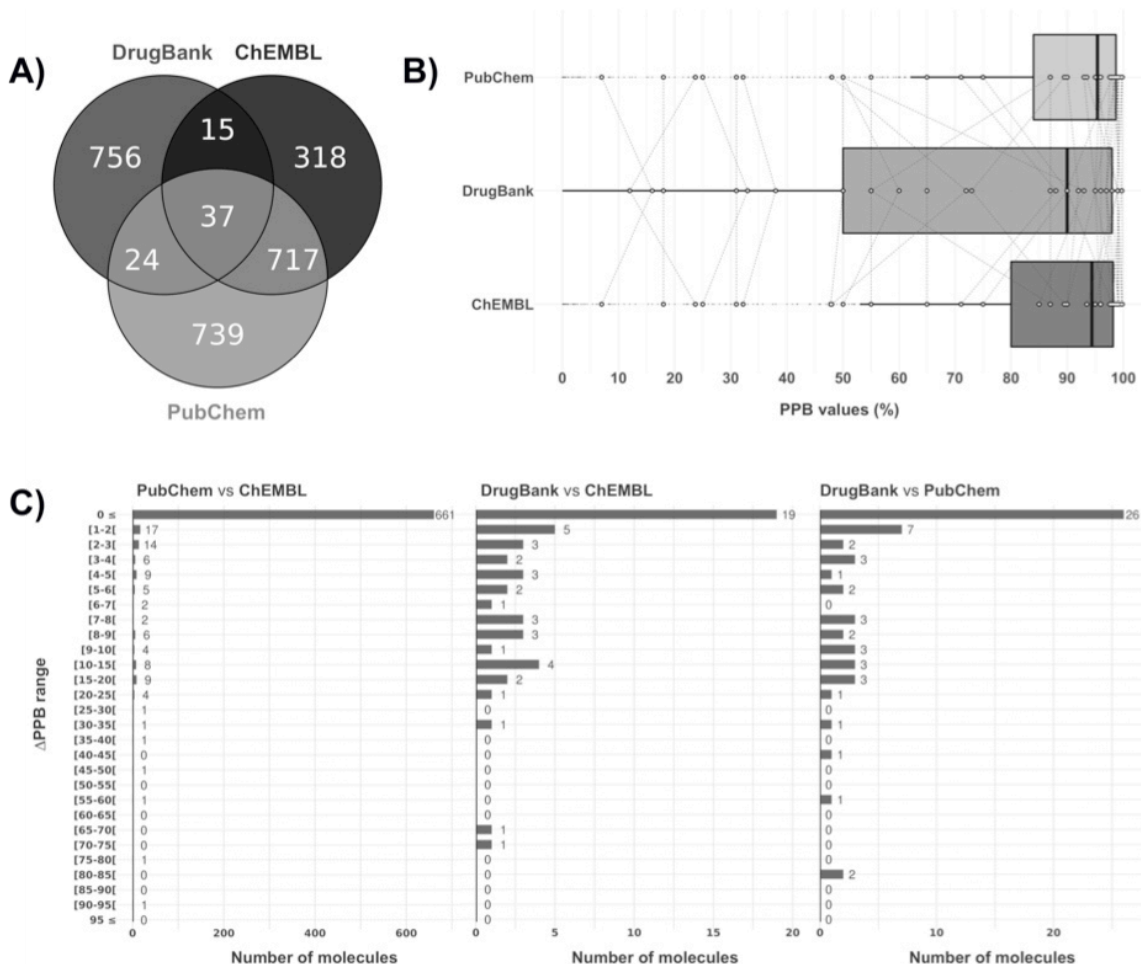 A)
DrugBank ChEMBL
15
756
318
37
24
717
739
PubChem
B)
PubChem
DrugBank
ChEMBL
0 10 20 30 40 50 60 70 80 90 100
PPB values (%)
C)
PubChem vs ChEMBL
DrugBank vs ChEMBL
DrugBank vs PubChem
ΔPPB range
0 ≤ 661 19 26
[1-2[ 17 5 7
[2-3[ 14 3 2
[3-4[ 6 2 3
[4-5[ 9 3 1
[5-6[ 5 2 2
[6-7[ 2 1 0
[7-8[ 2 3 3
[8-9[ 6 3 2
[9-10[ 4 1 3
[10-15[ 8 4 3
[15-20[ 9 2 3
[20-25[ 4 1 1
[25-30[ 1 0 0
[30-35[ 1 1 1
[35-40[ 1 0 0
[40-45[ 0 0 1
[45-50[ 1 0 0
[50-55[ 0 0 0
[55-60[ 1 0 1
[60-65[ 0 0 0
[65-70[ 0 1 0
[70-75[ 0 1 0
[75-80[ 1 0 0
[80-85[ 0 0 2
[85-90[ 0 0 0
[90-95[ 1 0 0
95 ≤ 0 0 0
0 200 400 600
0 5 10 15 20
0 10 20
Number of molecules
Number of molecules
Number of molecules